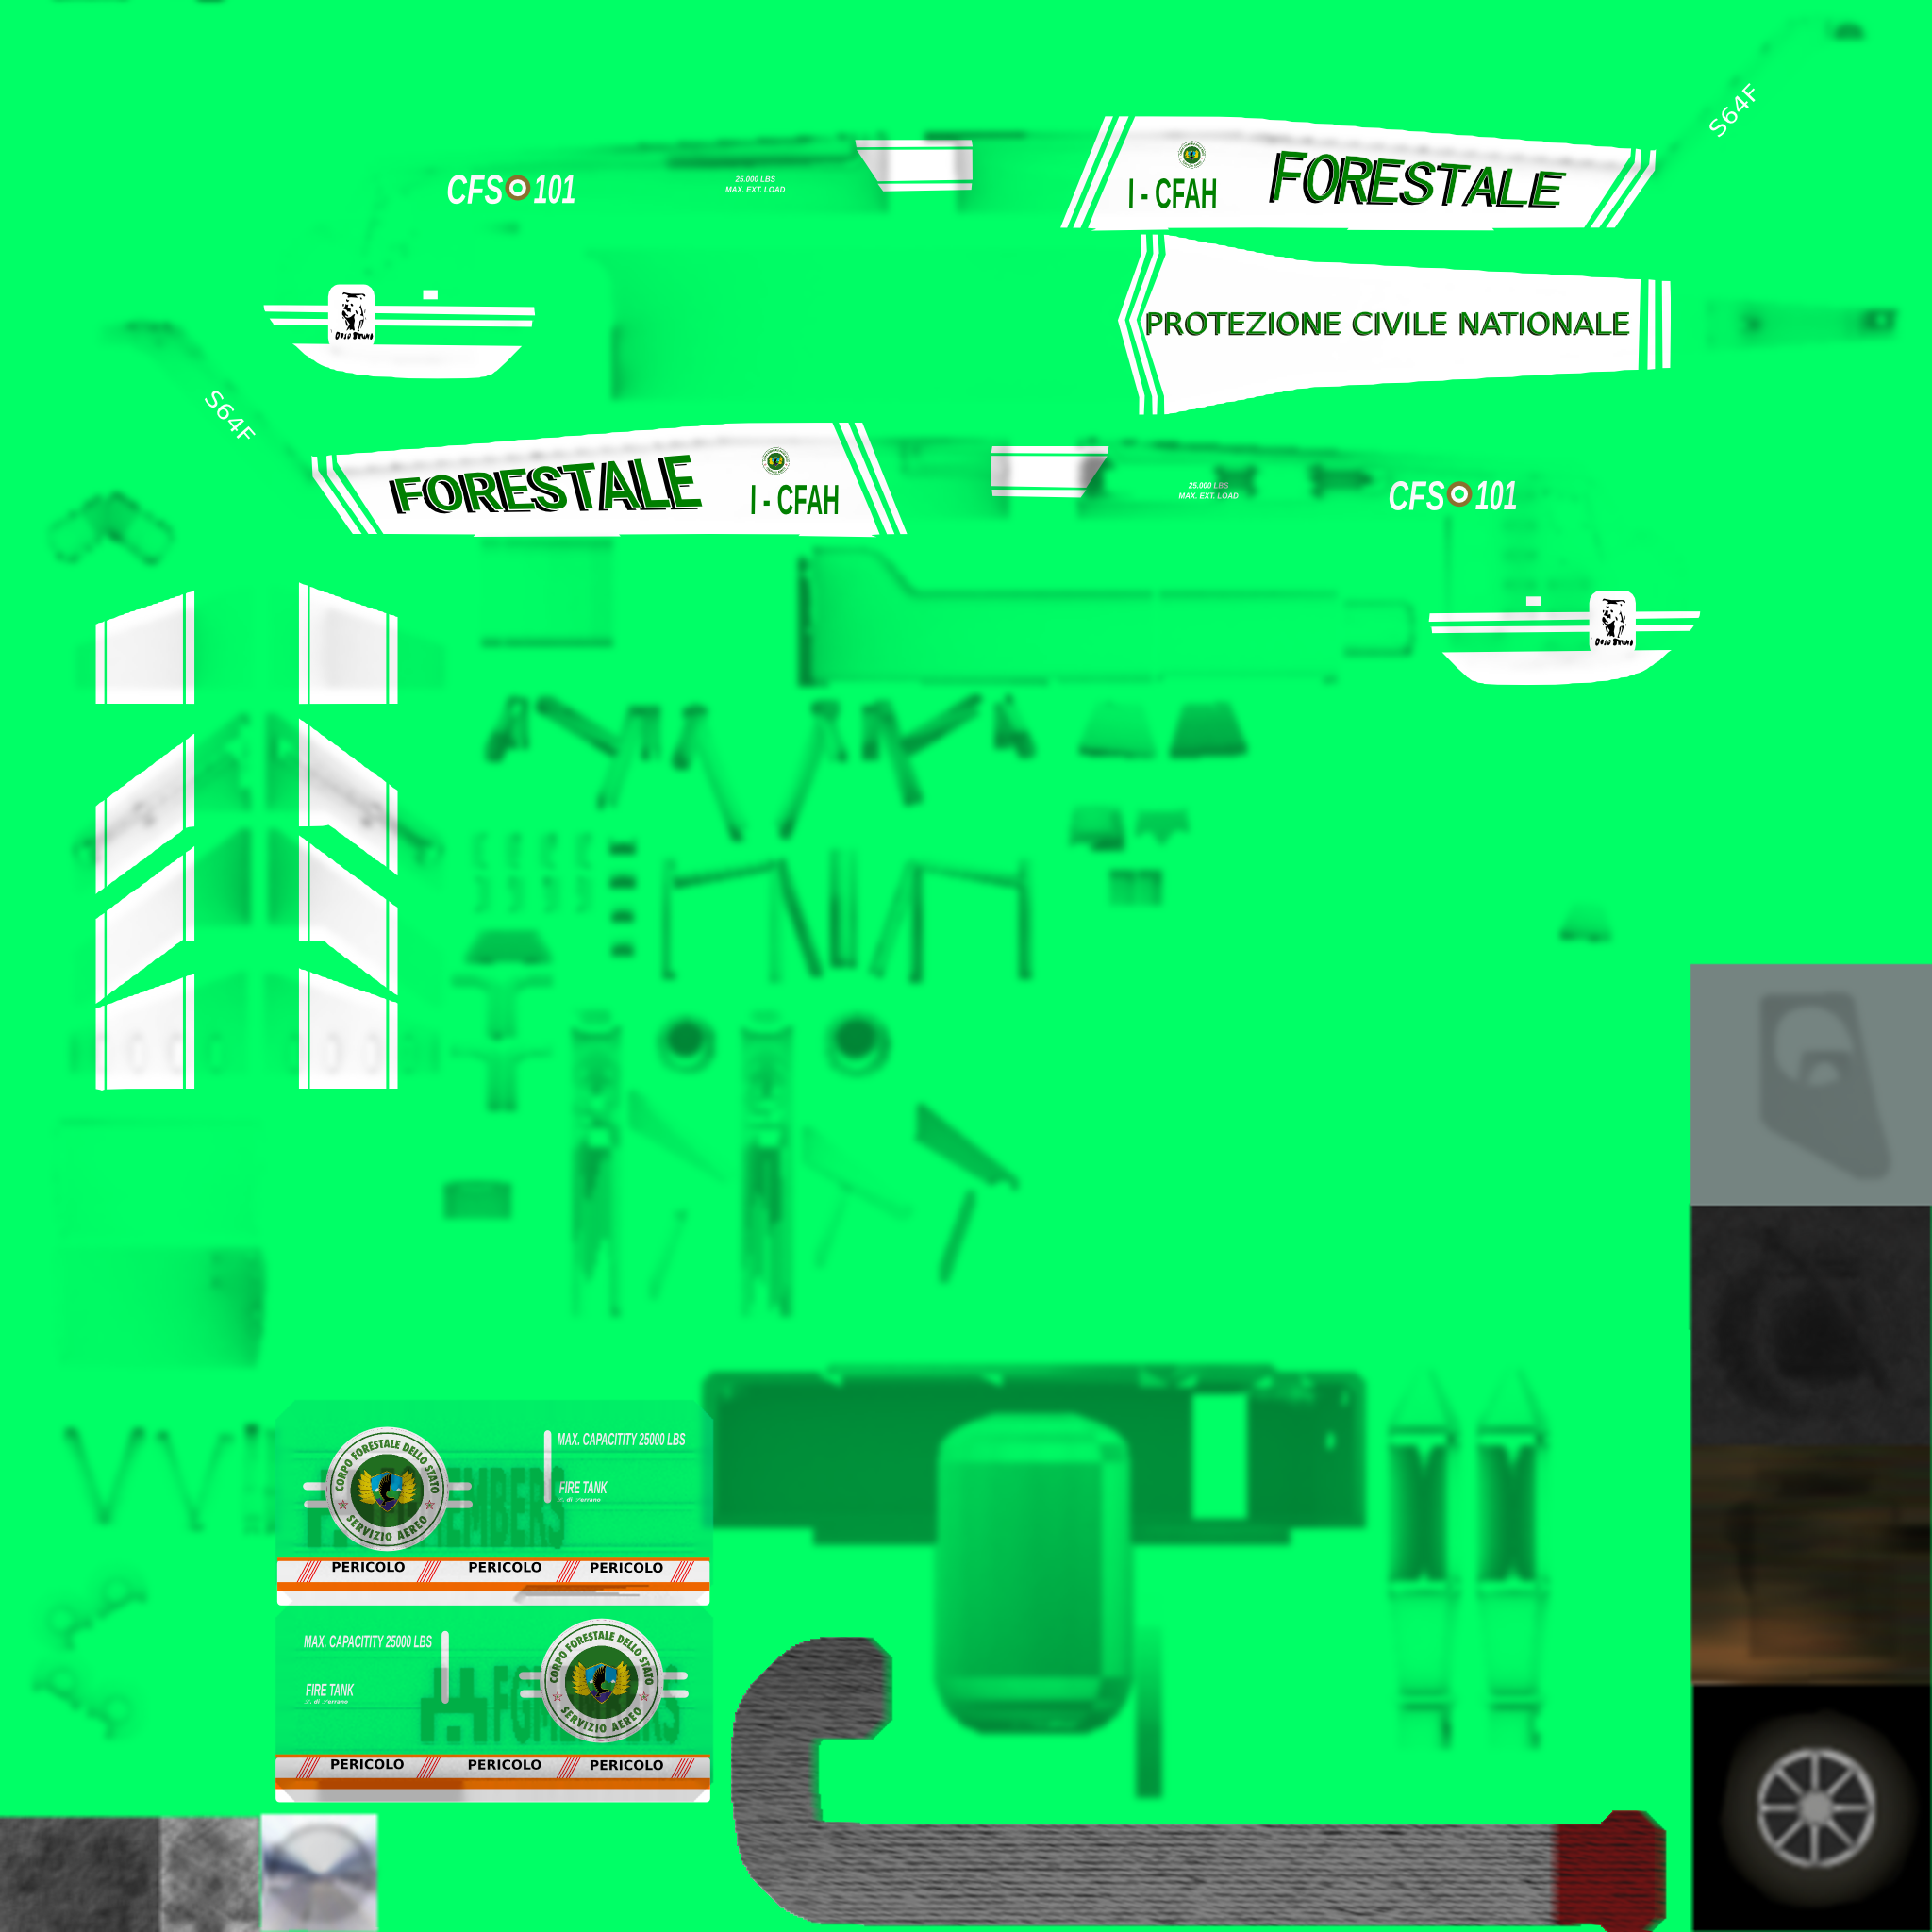 S64F
FORESTALE
I - CFAH
CFS 101
25.000 LBS
MAX. EXT. LOAD
PROTEZIONE CIVILE NATIONALE
S64F
FORESTALE
I - CFAH
25.000 LBS
MAX. EXT. LOAD
CFS 101
MAX. CAPACITITY 25000 LBS
CORPO FORESTALE DELLO STATO
SERVIZIO AEREO
FIRE TANK
PERICOLO PERICOLO PERICOLO
MAX. CAPACITITY 25000 LBS
CORPO FORESTALE DELLO STATO
SERVIZIO AEREO
FIRE TANK
PERICOLO PERICOLO PERICOLO